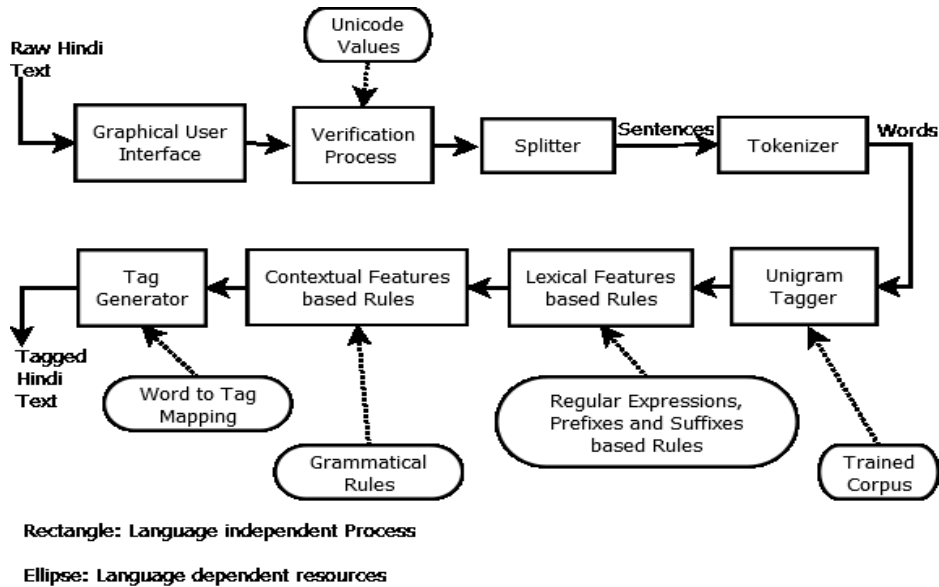 Unicode
Values
Raw Hindi
Text
Graphical User
Interface
Verification
Process
Splitter
Sentences
Tokenizer
Words
Tag
Generator
Contextual Features
based Rules
Lexical Features
based Rules
Unigram
Tagger
Tagged
Hindi
Text
Word to Tag
Mapping
Grammatical
Rules
Regular Expressions,
Prefixes and Suffixes
based Rules
Trained
Corpus
Rectangle: Language independent Process
Ellipse: Language dependent resources